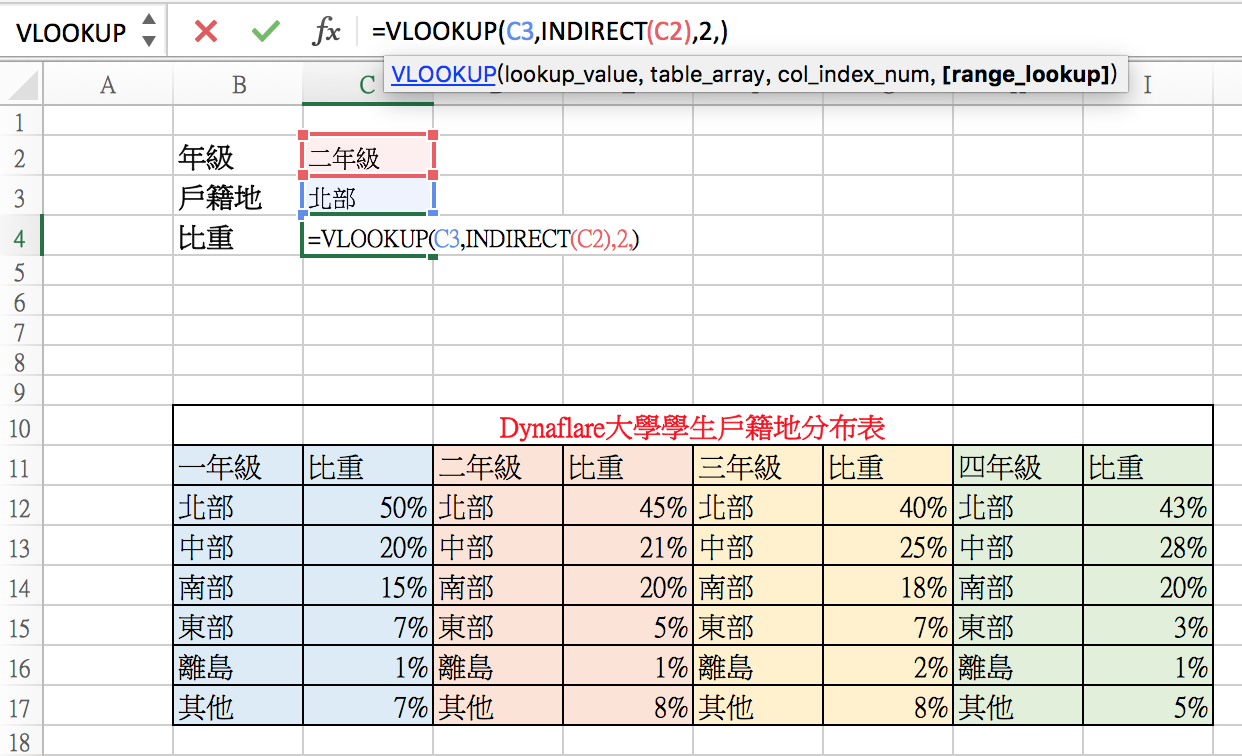 VLOOKUP fx =VLOOKUP(C3,INDIRECT(C2),2,)
VLOOKUP(lookup_value, table_array, col_index_num, [range_lookup])
A B C I
1
2 年級 二年級
3 戶籍地 北部
4 比重 =VLOOKUP(C3,INDIRECT(C2),2,)
5
6
7
8
9
10 Dynaflare大學學生戶籍地分布表
11 一年級 比重 二年級 比重 三年級 比重 四年級 比重
12 北部 50% 北部 45% 北部 40% 北部 43%
13 中部 20% 中部 21% 中部 25% 中部 28%
14 南部 15% 南部 20% 南部 18% 南部 20%
15 東部 7% 東部 5% 東部 7% 東部 3%
16 離島 1% 離島 1% 離島 2% 離島 1%
17 其他 7% 其他 8% 其他 8% 其他 5%
18